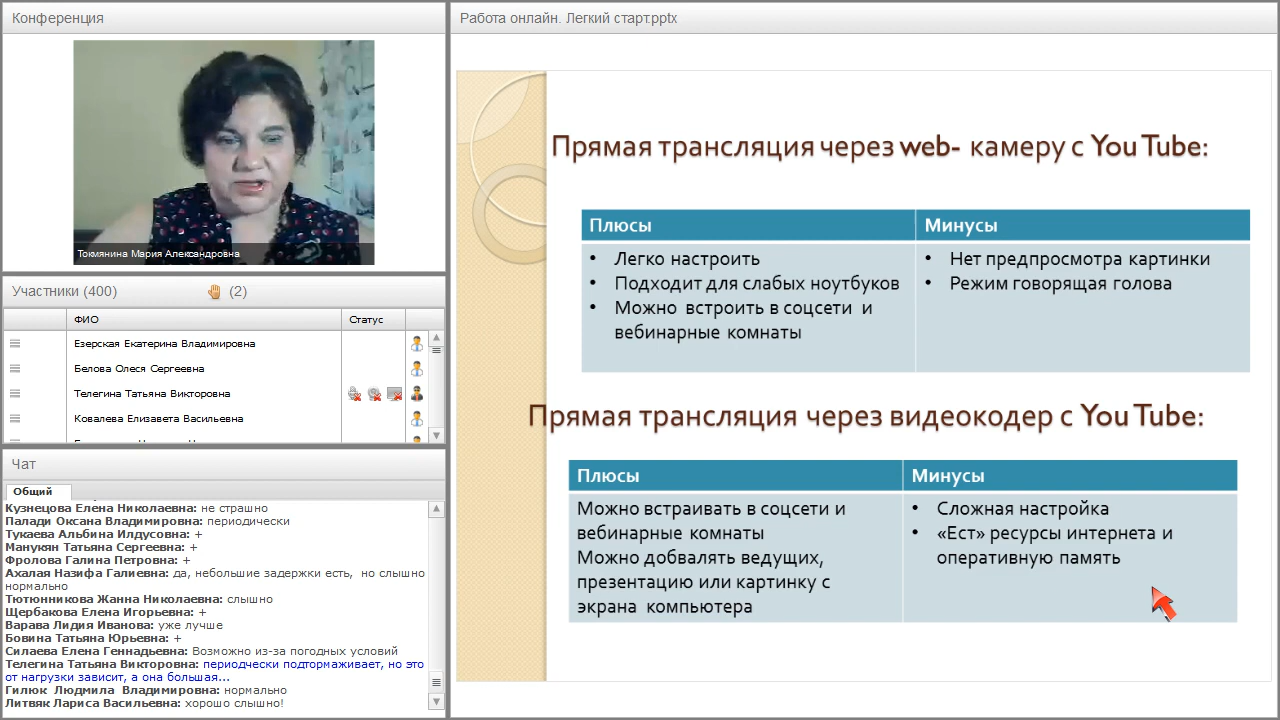 Конференция
Токмянина Мария Александровна
Участники (400)
(2)
ФИО
Статус
Езерская Екатерина Владимировна
Белова Олеся Сергеевна
Телегина Татьяна Викторовна
Ковалева Елизавета Васильевна
Чат
Общий
Кузнецова Елена Николаевна: не страшно
Палади Оксана Владимировна: периодически
Тукаева Альбина Илдусовна: +
Манукян Татьяна Сергеевна: +
Фролова Галина Петровна: +
Ахалая Назифа Галиевна: да, небольшие задержки есть, но слышно
нормально
Тютюнникова Жанна Николаевна: слышно
Щербакова Елена Игорьевна: +
Варава Лидия Иванова: уже лучше
Бовина Татьяна Юрьевна: +
Силаева Елена Геннадьевна: Возможно из-за погодных условий
Телегина Татьяна Викторовна: периодчески подтормаживает, но это
от нагрузки зависит, а она большая...
Гилюк Людмила Владимировна: нормально
Литвяк Лариса Васильевна: хорошо слышно!
Работа онлайн. Легкий старт.pptx
Прямая трансляция через web- камеру с You Tube:
Плюсы
Минусы
• Легко настроить
• Подходит для слабых ноутбуков
• Можно встроить в соцсети и
вебинарные комнаты
• Нет предпросмотра картинки
• Режим говорящая голова
Прямая трансляция через видеокодер с You Tube:
Плюсы
Минусы
Можно встраивать в соцсети и
вебинарные комнаты
Можно добвалять ведущих,
презентацию или картинку с
экрана компьютера
• Сложная настройка
• «Ест» ресурсы интернета и
оперативную память